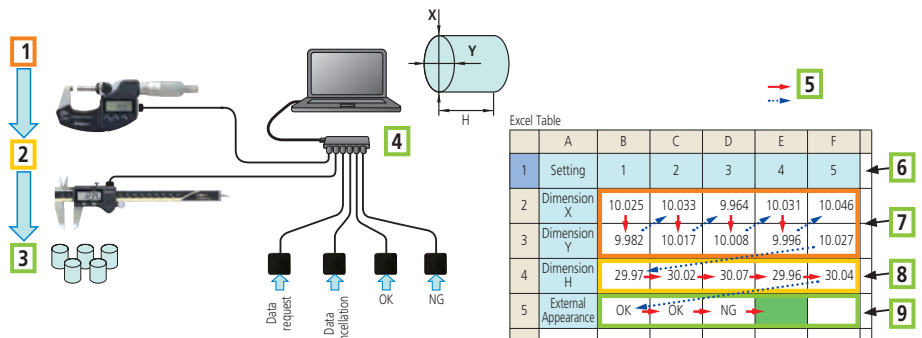 1
2
3
4
X
Y
H
5
Data
request
Data
OK
NG
Excel Table
A B C D E F
1 Setting 1 2 3 4 5
2 Dimension X 10.025 10.033 9.964 10.031 10.046
3 Dimension Y 9.982 10.017 10.008 9.996 10.027
4 Dimension H 29.97 30.02 30.07 29.96 30.04
5 External Appearance OK OK NG
6
7
8
9